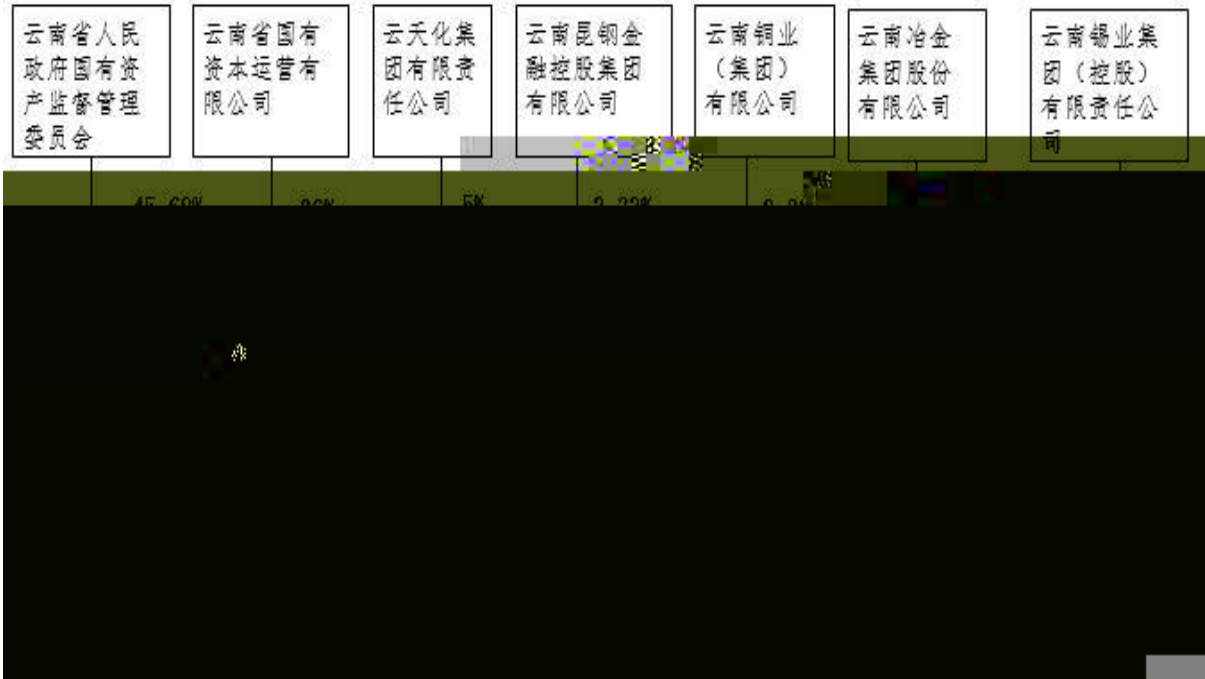 云南省人民
政府国有资
产监督管理
委员会
云南省国有
资本运营有
限公司
云天化集
团有限责
任公司
云南昆钢金
融控股集团
有限公司
云南铜业
（集团）
有限公司
云南冶金
集团股份
有限公司
云南锡业集
团（控股）
有限责任公
司
5%